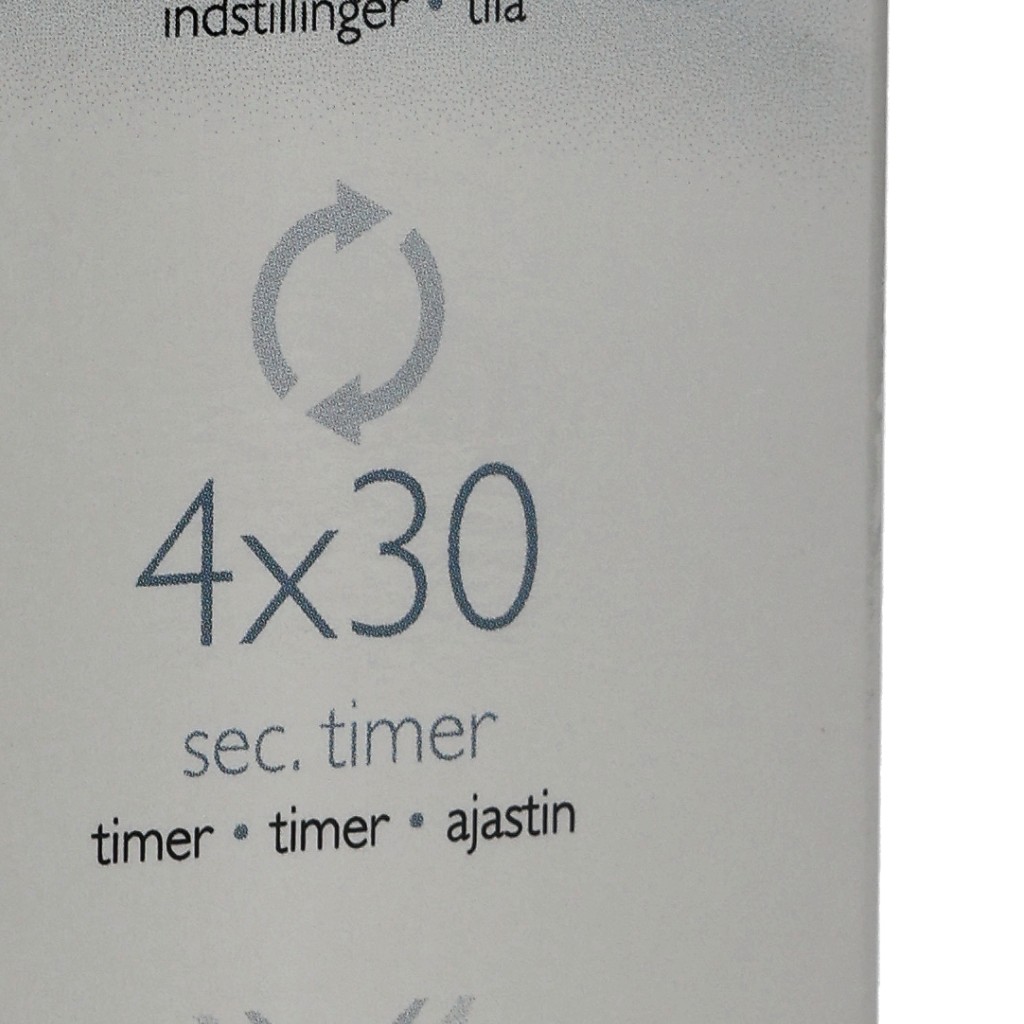 indstillinger • tila
4x30
sec. timer
timer • timer • ajastin